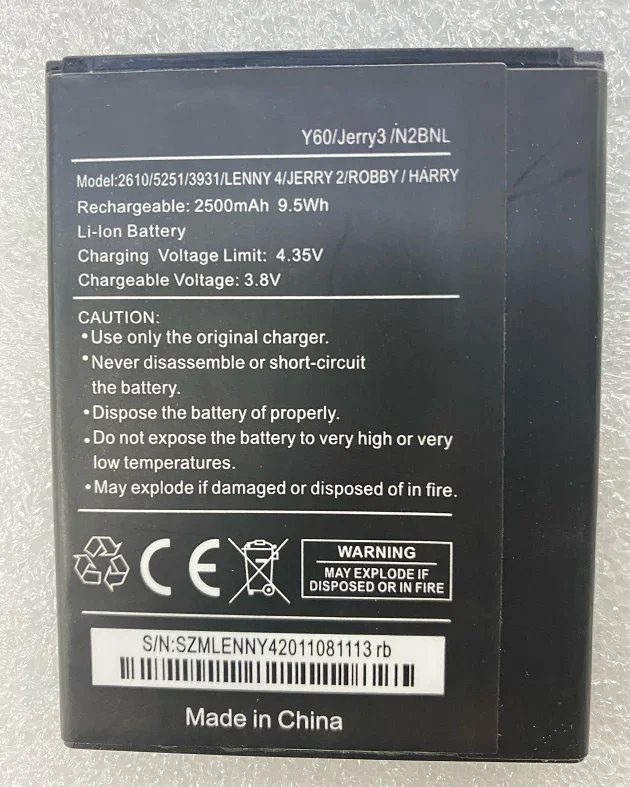 Y60/Jerry3 /N2BNL
Model:2610/5251/3931/LENNY 4/JERRY 2/ROBBY / HARRY
Rechargeable: 2500mAh 9.5Wh
Li-Ion Battery
Charging Voltage Limit: 4.35V
Chargeable Voltage: 3.8V
CAUTION:
•Use only the original charger.
•Never disassemble or short-circuit
the battery.
•Dispose the battery of properly.
•Do not expose the battery to very high or very
low temperatures.
•May explode if damaged or disposed of in fire.
CE
WARNING
MAY EXPLODE IF
DISPOSED OR IN FIRE
S/N:SZMLENNY42011081113 rb
Made in China